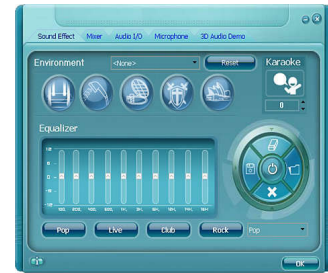 Sound Effect Mixer Audio I/O Microphone 3D Audio Demo
Environment <None> Reset Karaoke
0
Equalizer
Pop Live Club Rock Pop
OK